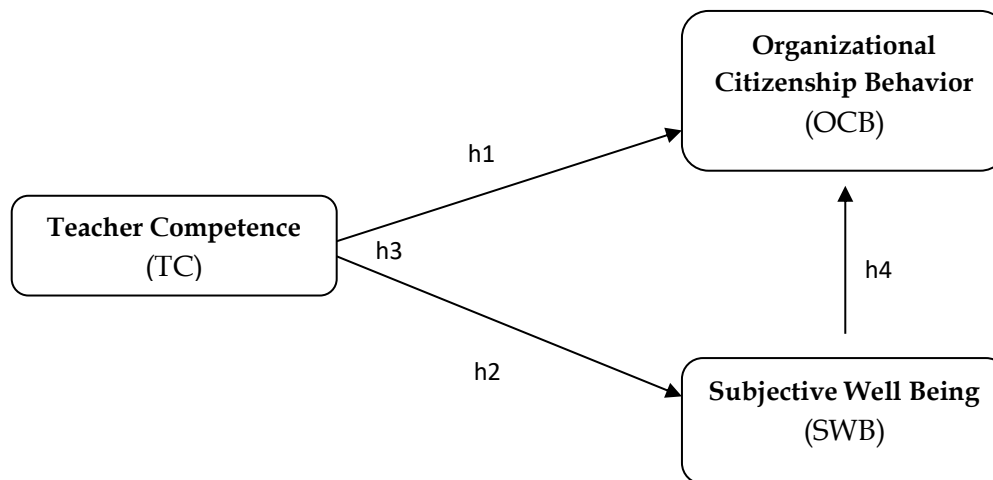 Organizational
Citizenship Behavior
(OCB)
h1
Teacher Competence
(TC)
h3
h4
h2
Subjective Well Being
(SWB)